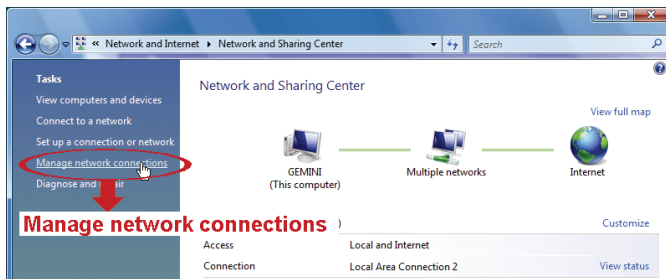 « Network and Internet ▸ Network and Sharing Center
Search
Tasks
View computers and devices
Connect to a network
Set up a connection or network
Manage network connections
Diagnose and
Network and Sharing Center
View full map
GEMINI
(This computer)
Multiple networks
Internet
Manage network connections
) Customize
Access Local and Internet
Connection Local Area Connection 2 View status